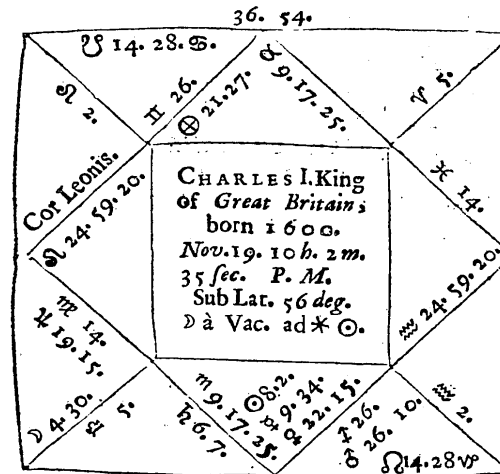 36. 54.
☋ 14. 28. ♋.
♌ 2.
♊ 26.
⊕ 21. 27.
♉ 9. 17. 25.
♈ 5.
Cor Leonis.
♌ 24. 59. 20.
♓ 14.
CHARLES I. King
of Great Britain;
born 1600.
Nov. 19. 10h. 2m.
35 sec. P. M.
Sub Lat. 56 deg.
☽ à Vac. ad ⚹ ☉.
♒ 24. 59. 20.
♍ 14.
♃ 19. 15.
☽ 4. 30.
♎ 5.
♄ 6. 7.
♏ 9. 17. 25.
☉ 8. 2.
9. 34.
22. 15.
♐ 26.
♂ 26. 10.
♒ 2.
☊ 14. 28 ♑